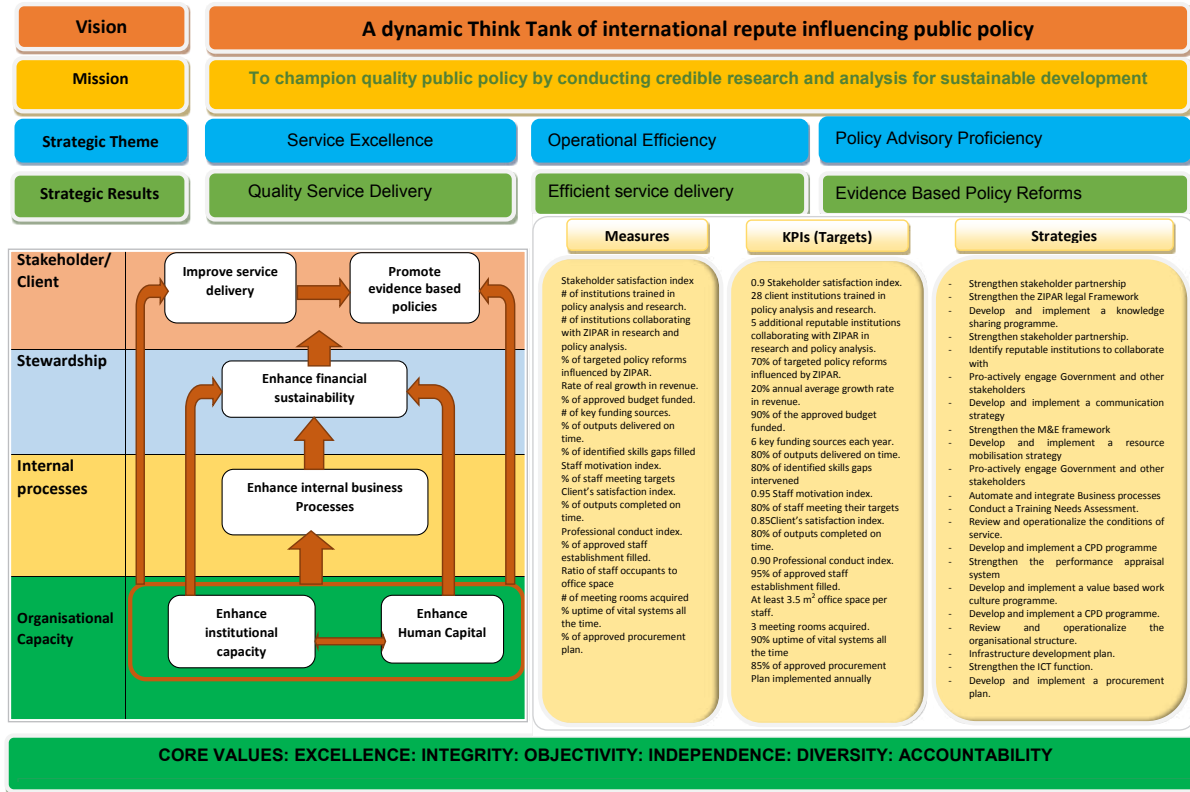 Vision
A dynamic Think Tank of international repute influencing public policy
Mission
To champion quality public policy by conducting credible research and analysis for sustainable development
Strategic Theme
Service Excellence
Operational Efficiency
Policy Advisory Proficiency
Strategic Results
Quality Service Delivery
Efficient service delivery
Evidence Based Policy Reforms
Stakeholder/
Client
Improve service
delivery
Promote
evidence based
policies
Stewardship
Enhance financial
sustainability
Internal
processes
Enhance internal business
Processes
Organisational
Capacity
Enhance
institutional
capacity
Enhance
Human Capital
Measures
Stakeholder satisfaction index
# of institutions trained in
policy analysis and research.
# of institutions collaborating
with ZIPAR in research and
policy analysis.
% of targeted policy reforms
influenced by ZIPAR.
Rate of real growth in revenue.
% of approved budget funded.
# of key funding sources.
% of outputs delivered on
time.
% of identified skills gaps filled
Staff motivation index.
% of staff meeting targets
Client’s satisfaction index.
% of outputs completed on
time.
Professional conduct index.
% of approved staff
establishment filled.
Ratio of staff occupants to
office space
# of meeting rooms acquired
% uptime of vital systems all
the time.
% of approved procurement
plan.
KPIs (Targets)
0.9 Stakeholder satisfaction index.
28 client institutions trained in
policy analysis and research.
5 additional reputable institutions
collaborating with ZIPAR in
research and policy analysis.
70% of targeted policy reforms
influenced by ZIPAR.
20% annual average growth rate
in revenue.
90% of the approved budget
funded.
6 key funding sources each year.
80% of outputs delivered on time.
80% of identified skills gaps
intervened
0.95 Staff motivation index.
80% of staff meeting their targets
0.85Client’s satisfaction index.
80% of outputs completed on
time.
0.90 Professional conduct index.
95% of approved staff
establishment filled.
At least 3.5 m² office space per
staff.
3 meeting rooms acquired.
90% uptime of vital systems all
the time
85% of approved procurement
Plan implemented annually
Strategies
- Strengthen stakeholder partnership
- Strengthen the ZIPAR legal Framework
- Develop and implement a knowledge
sharing programme.
- Strengthen stakeholder partnership.
- Identify reputable institutions to collaborate
with
- Pro-actively engage Government and other
stakeholders
- Develop and implement a communication
strategy
- Strengthen the M&E framework
- Develop and implement a resource
mobilisation strategy
- Pro-actively engage Government and other
stakeholders
- Automate and integrate Business processes
- Conduct a Training Needs Assessment.
- Review and operationalize the conditions of
service.
- Develop and implement a CPD programme
- Strengthen the performance appraisal
system
- Develop and implement a value based work
culture programme.
- Develop and implement a CPD programme.
- Review and operationalize the
organisational structure.
- Infrastructure development plan.
- Strengthen the ICT function.
- Develop and implement a procurement
plan.
CORE VALUES: EXCELLENCE: INTEGRITY: OBJECTIVITY: INDEPENDENCE: DIVERSITY: ACCOUNTABILITY